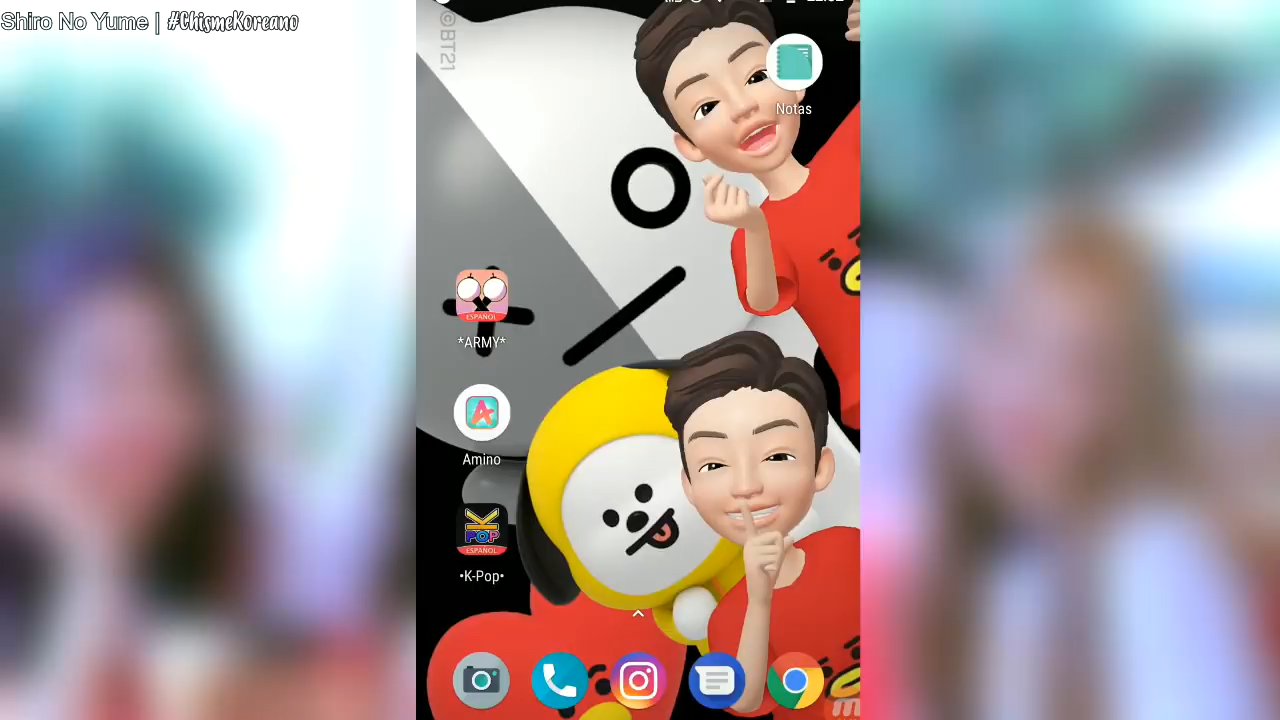 Shiro No Yume | #ChismeKoreano
@BT21
Notas
ESPAÑOL
*ARMY*
Amino
K
POP
ESPAÑOL
•K-Pop•